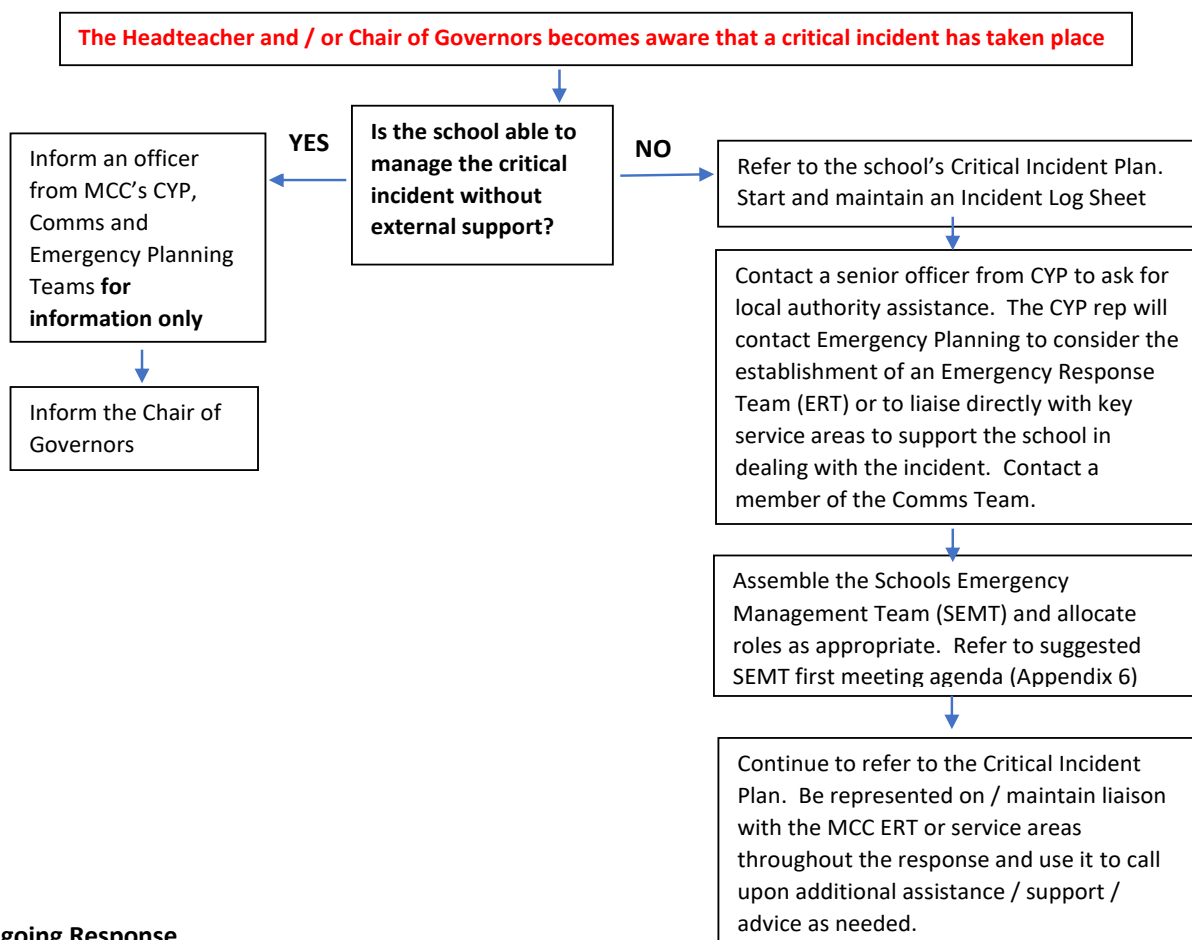 The Headteacher and / or Chair of Governors becomes aware that a critical incident has taken place
YES
Inform an officer
from MCC's CYP,
Comms and
Emergency Planning
Teams for
information only
Inform the Chair of
Governors
Is the school able to
manage the critical
incident without
external support?
NO
Refer to the school's Critical Incident Plan.
Start and maintain an Incident Log Sheet
Contact a senior officer from CYP to ask for
local authority assistance. The CYP rep will
contact Emergency Planning to consider the
establishment of an Emergency Response
Team (ERT) or to liaise directly with key
service areas to support the school in
dealing with the incident. Contact a
member of the Comms Team.
Assemble the Schools Emergency
Management Team (SEMT) and allocate
roles as appropriate. Refer to suggested
SEMT first meeting agenda (Appendix 6)
Continue to refer to the Critical Incident
Plan. Be represented on / maintain liaison
with the MCC ERT or service areas
throughout the response and use it to call
upon additional assistance / support /
advice as needed.
going Response